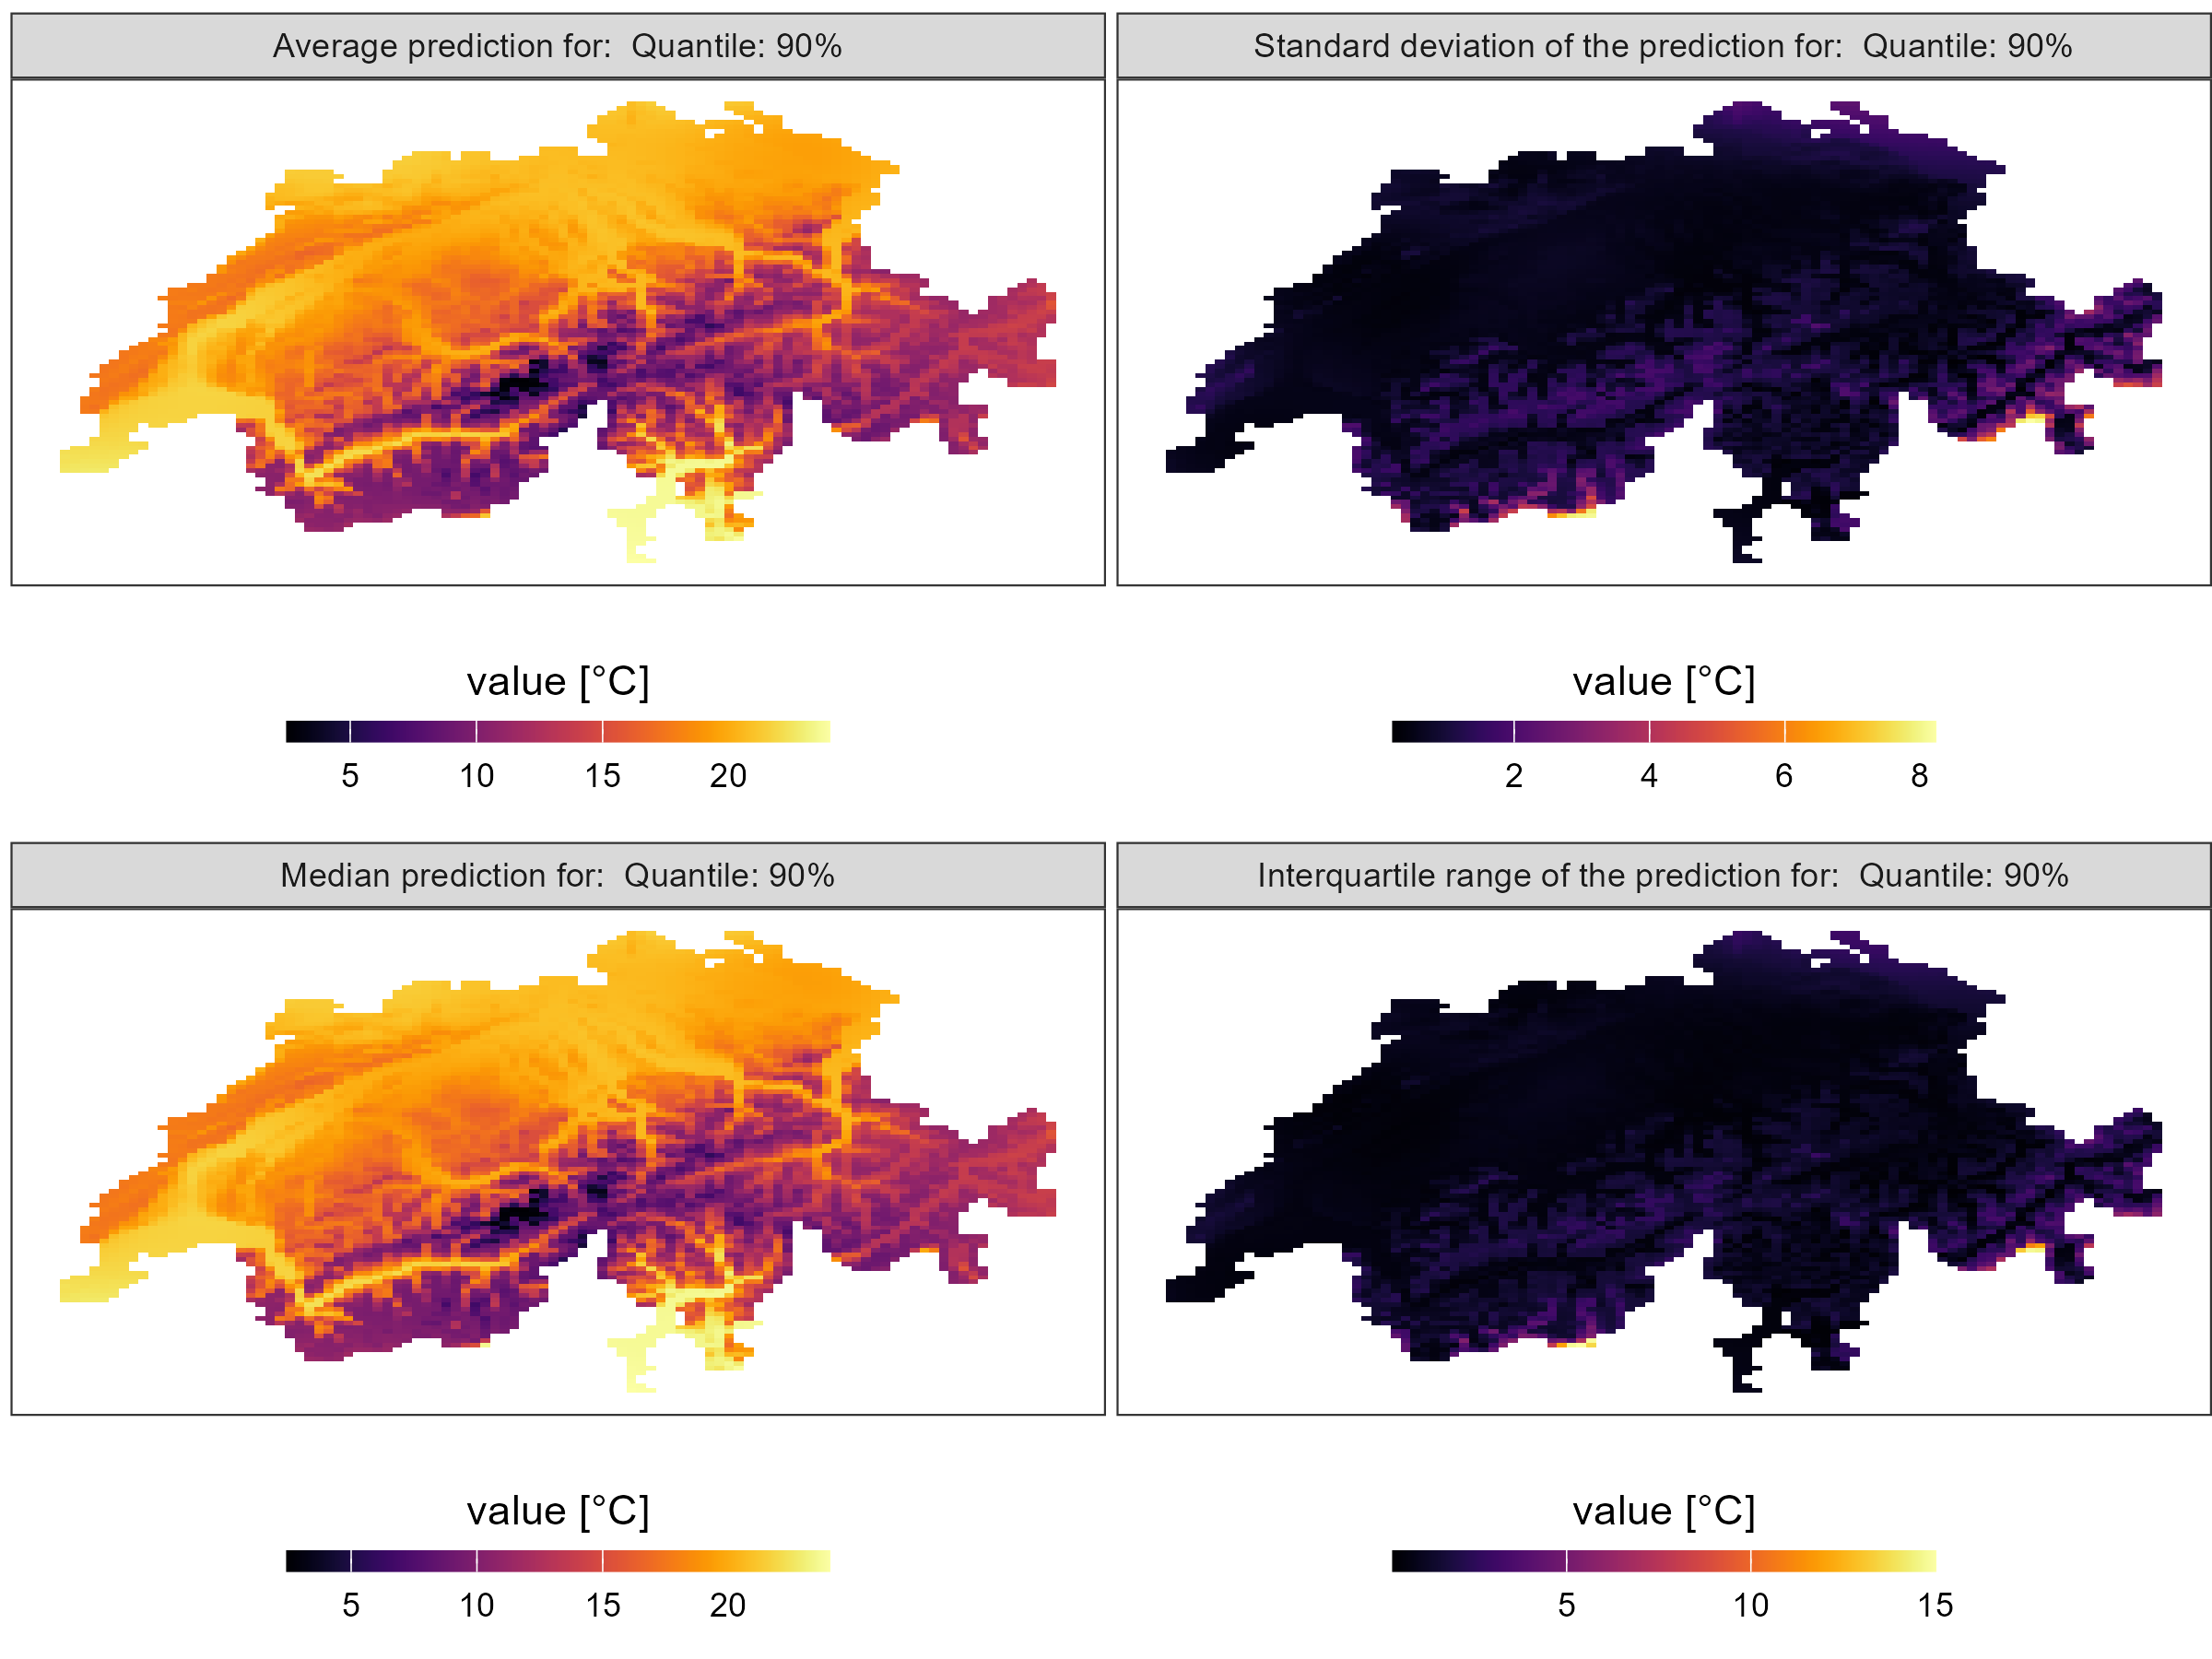 Average prediction for:  Quantile: 90%
Standard deviation of the prediction for:  Quantile: 90%
value [°C]
5 10 15 20
value [°C]
2 4 6 8
Median prediction for:  Quantile: 90%
Interquartile range of the prediction for:  Quantile: 90%
value [°C]
5 10 15 20
value [°C]
5 10 15